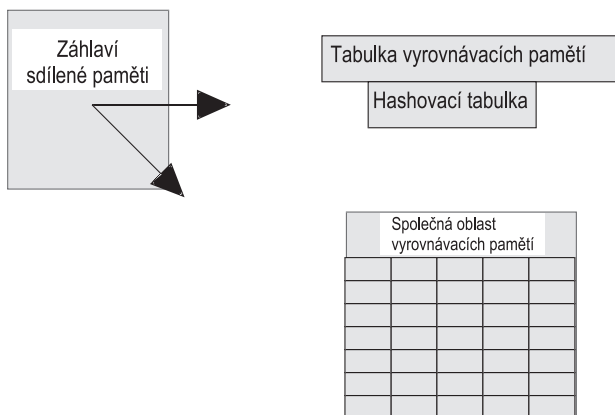 Záhlaví
sdílené paměti
Tabulka vyrovnávacích pamětí
Hashovací tabulka
Společná oblast
vyrovnávacích pamětí